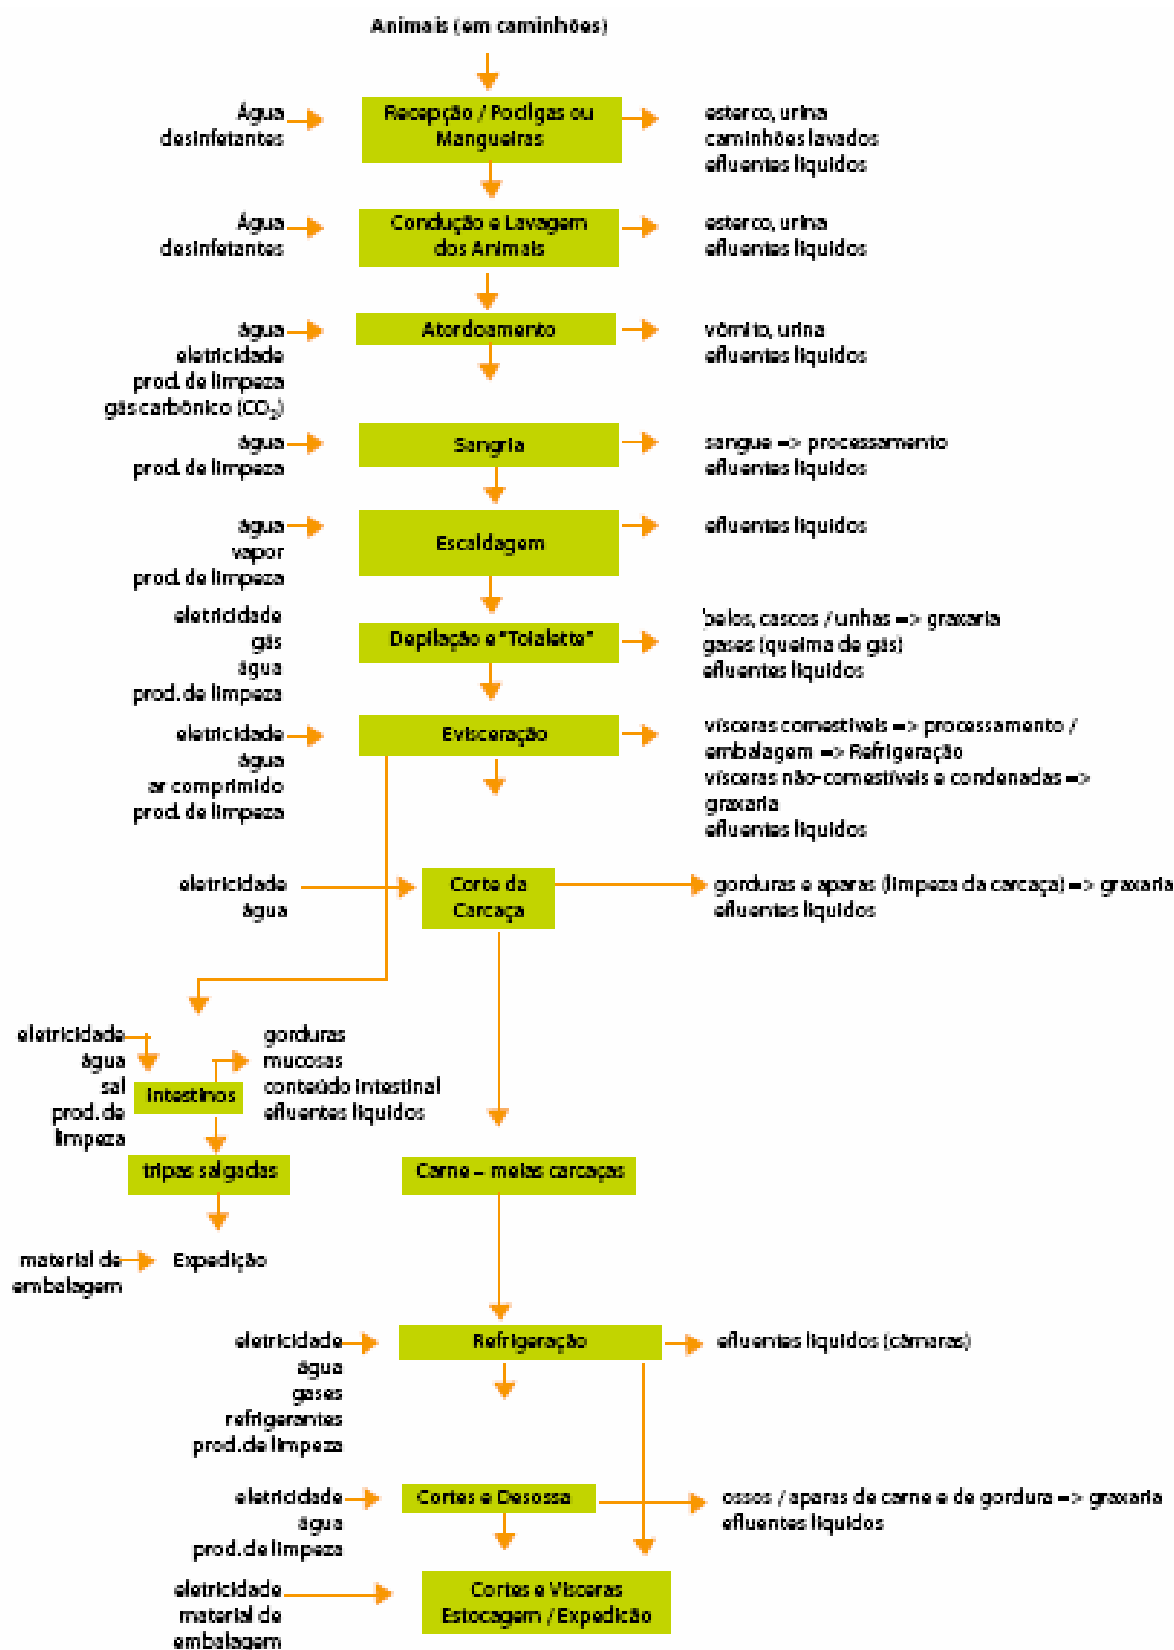 Animais (em caminhões)
Água
desinfetantes
Recepção / Pocilgas ou
Mangueiras
esterco, urina
caminhões lavados
efluentes líquidos
Água
desinfetantes
Condução e Lavagem
dos Animais
esterco, urina
efluentes líquidos
água
eletricidade
prod. de limpeza
gás carbônico (CO₂)
Atordoamento
vômito, urina
efluentes líquidos
água
prod. de limpeza
Sangria
sangue => processamento
efluentes líquidos
água
vapor
prod. de limpeza
Escaldagem
efluentes líquidos
eletricidade
gás
água
prod. de limpeza
Depilação e "Toialette"
pelos, cascos / unhas => graxaria
gases (queima de gás)
efluentes líquidos
eletricidade
água
ar comprimido
prod. de limpeza
Evisceração
vísceras comestíveis => processamento /
embalagem => Refrigeração
vísceras não-comestíveis e condenadas =>
graxaria
efluentes líquidos
eletricidade
água
Corte da
Carcaça
gorduras e aparas (limpeza da carcaça) => graxaria
efluentes líquidos
eletricidade
água
sal
prod. de
limpeza
intestinos
gorduras
mucosas
conteúdo intestinal
efluentes líquidos
tripas salgadas
Carne – meias carcaças
material de
embalagem
Expedição
eletricidade
água
gases
refrigerantes
prod. de limpeza
Refrigeração
efluentes líquidos (câmaras)
eletricidade
água
prod. de limpeza
Cortes e Desossa
ossos / aparas de carne e de gordura => graxaria
efluentes líquidos
eletricidade
material de
embalagem
Cortes e Vísceras
Estocagem / Expedicão